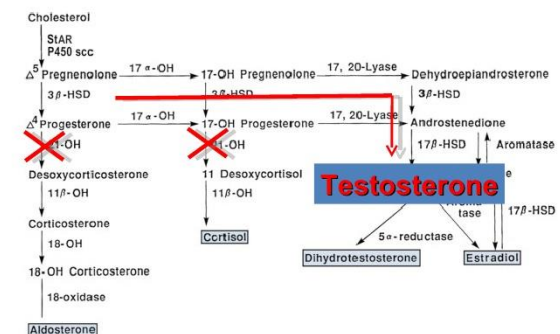 Cholesterol
StAR
P450 scc
Δ5 Pregnenolone 17 α-OH 17-OH Pregnenolone 17, 20-Lyase Dehydroepiandrosterone
3β-HSD 3β-HSD 3β-HSD
Δ4 Progesterone 17 α-OH 17-OH Progesterone 17, 20-Lyase Androstenedione
21-OH 21-OH 17β-HSD Aromatase
Desoxycorticosterone 11 Desoxycortisol Testosterone
11β-OH 11β-OH tase 17β-HSD
Corticosterone Cortisol
18-OH 5α-reductase
18-OH Corticosterone Dihydrotestosterone Estradiol
18-oxidase
Aldosterone